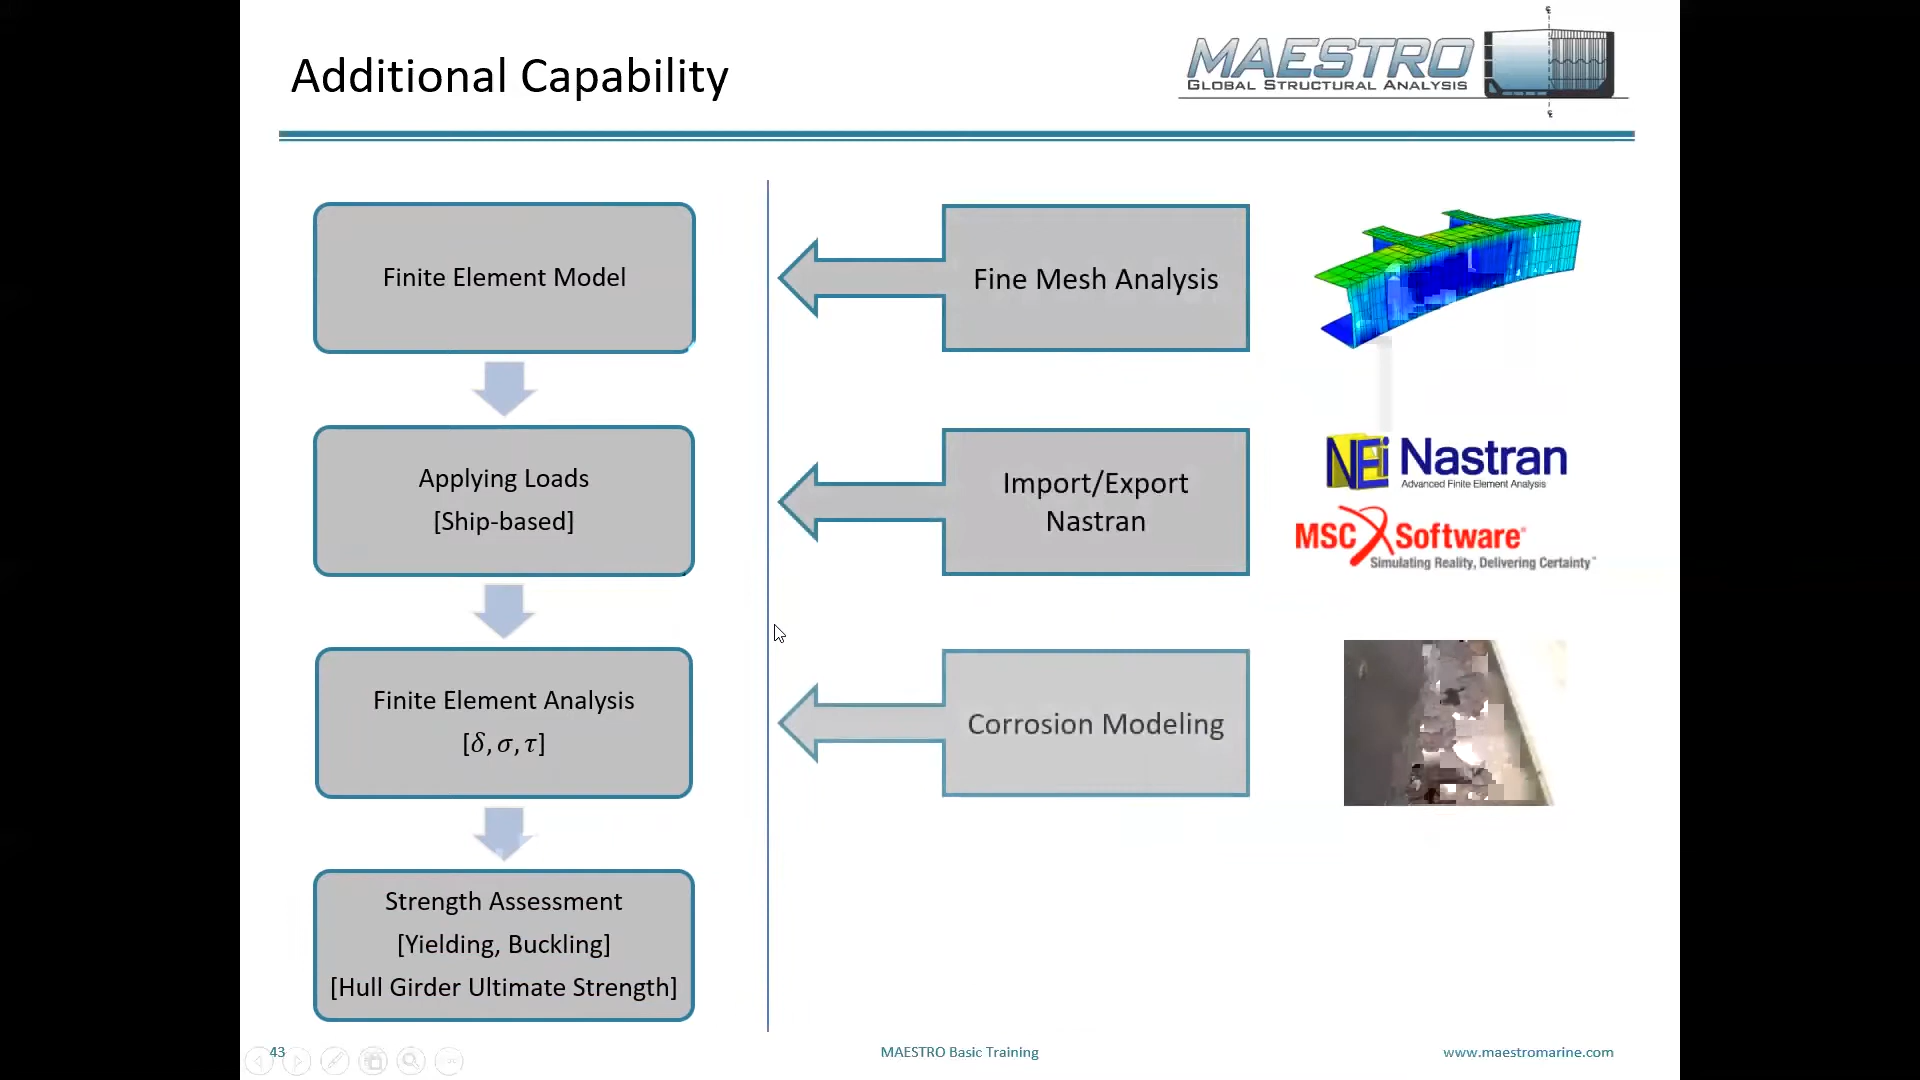 Additional Capability
MAESTRO
GLOBAL STRUCTURAL ANALYSIS
Finite Element Model
Applying Loads
[Ship-based]
Finite Element Analysis
[δ, σ, τ]
Strength Assessment
[Yielding, Buckling]
[Hull Girder Ultimate Strength]
Fine Mesh Analysis
Import/Export
Nastran
NEi Nastran
Advanced Finite Element Analysis
MSC Software®
Simulating Reality, Delivering Certainty™
Corrosion Modeling
43
MAESTRO Basic Training
www.maestromarine.com